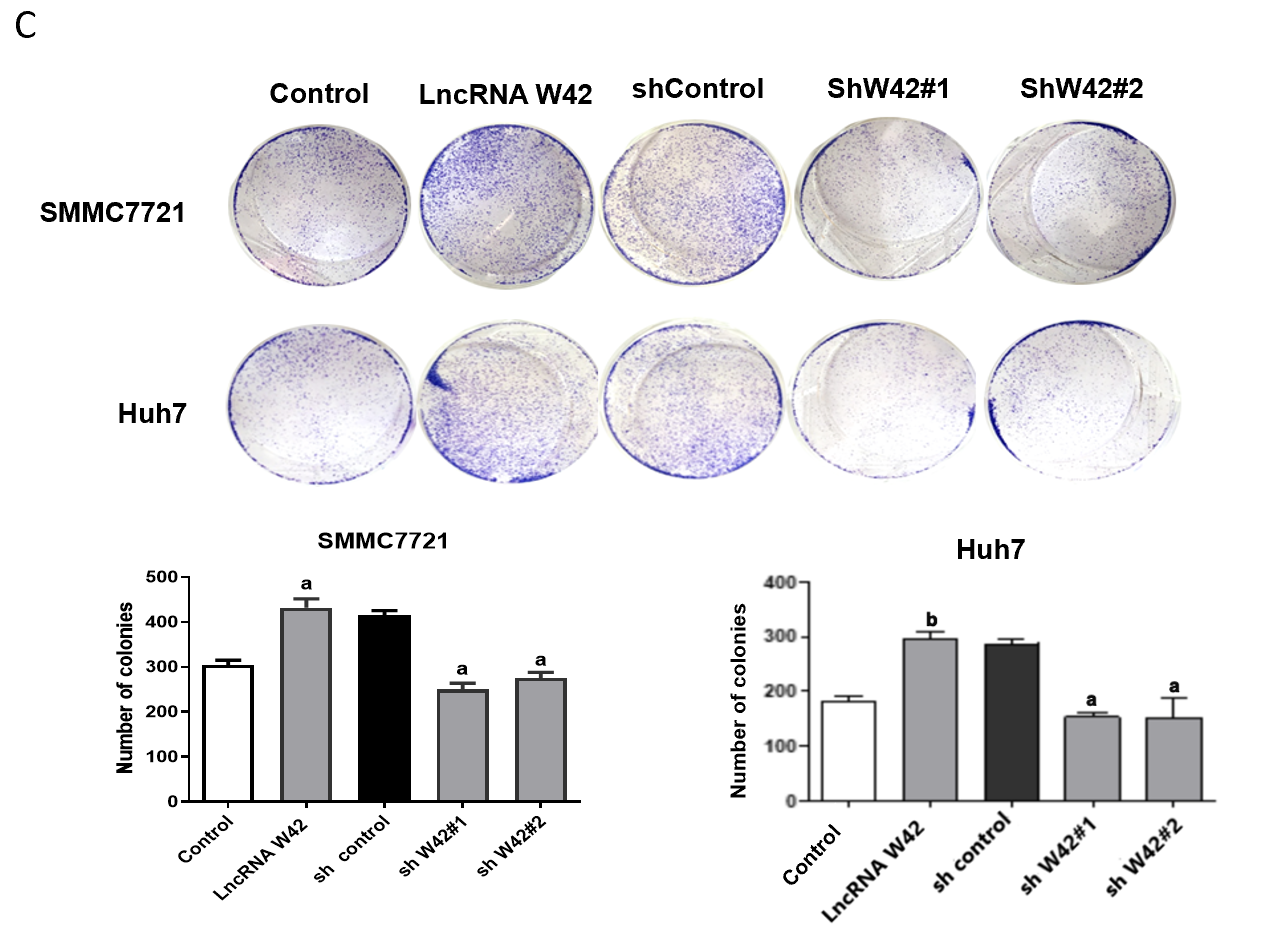 C
Control LncRNA W42 shControl ShW42#1 ShW42#2
SMMC7721
Huh7
SMMC7721
Number of colonies
500
400
300
200
100
0
a
a
a
Control
LncRNA W42
sh control
sh W42#1
sh W42#2
Huh7
Number of colonies
400
300
200
100
0
b
a
a
Control
LncRNA W42
sh control
sh W42#1
sh W42#2